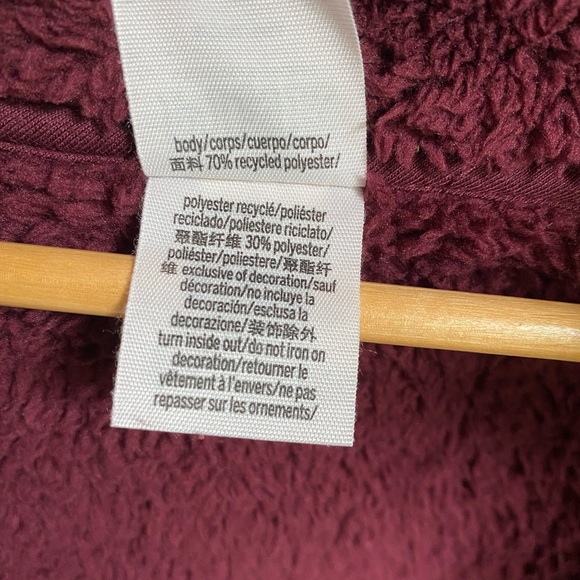 body/corps/cuerpo/corpo/
面料 70% recycled polyester/
polyester recyclé/poliéster
reciclado/poliestere riciclato/
聚酯纤维 30% polyester/
poliéster/poliestere/聚酯纤
维 exclusive of decoration/sauf
décoration/no incluye la
decoración/esclusa la
decorazione/装饰除外
turn inside out/do not iron on
decoration/retourner le
vêtement à l'envers/ne pas
repasser sur les ornements/